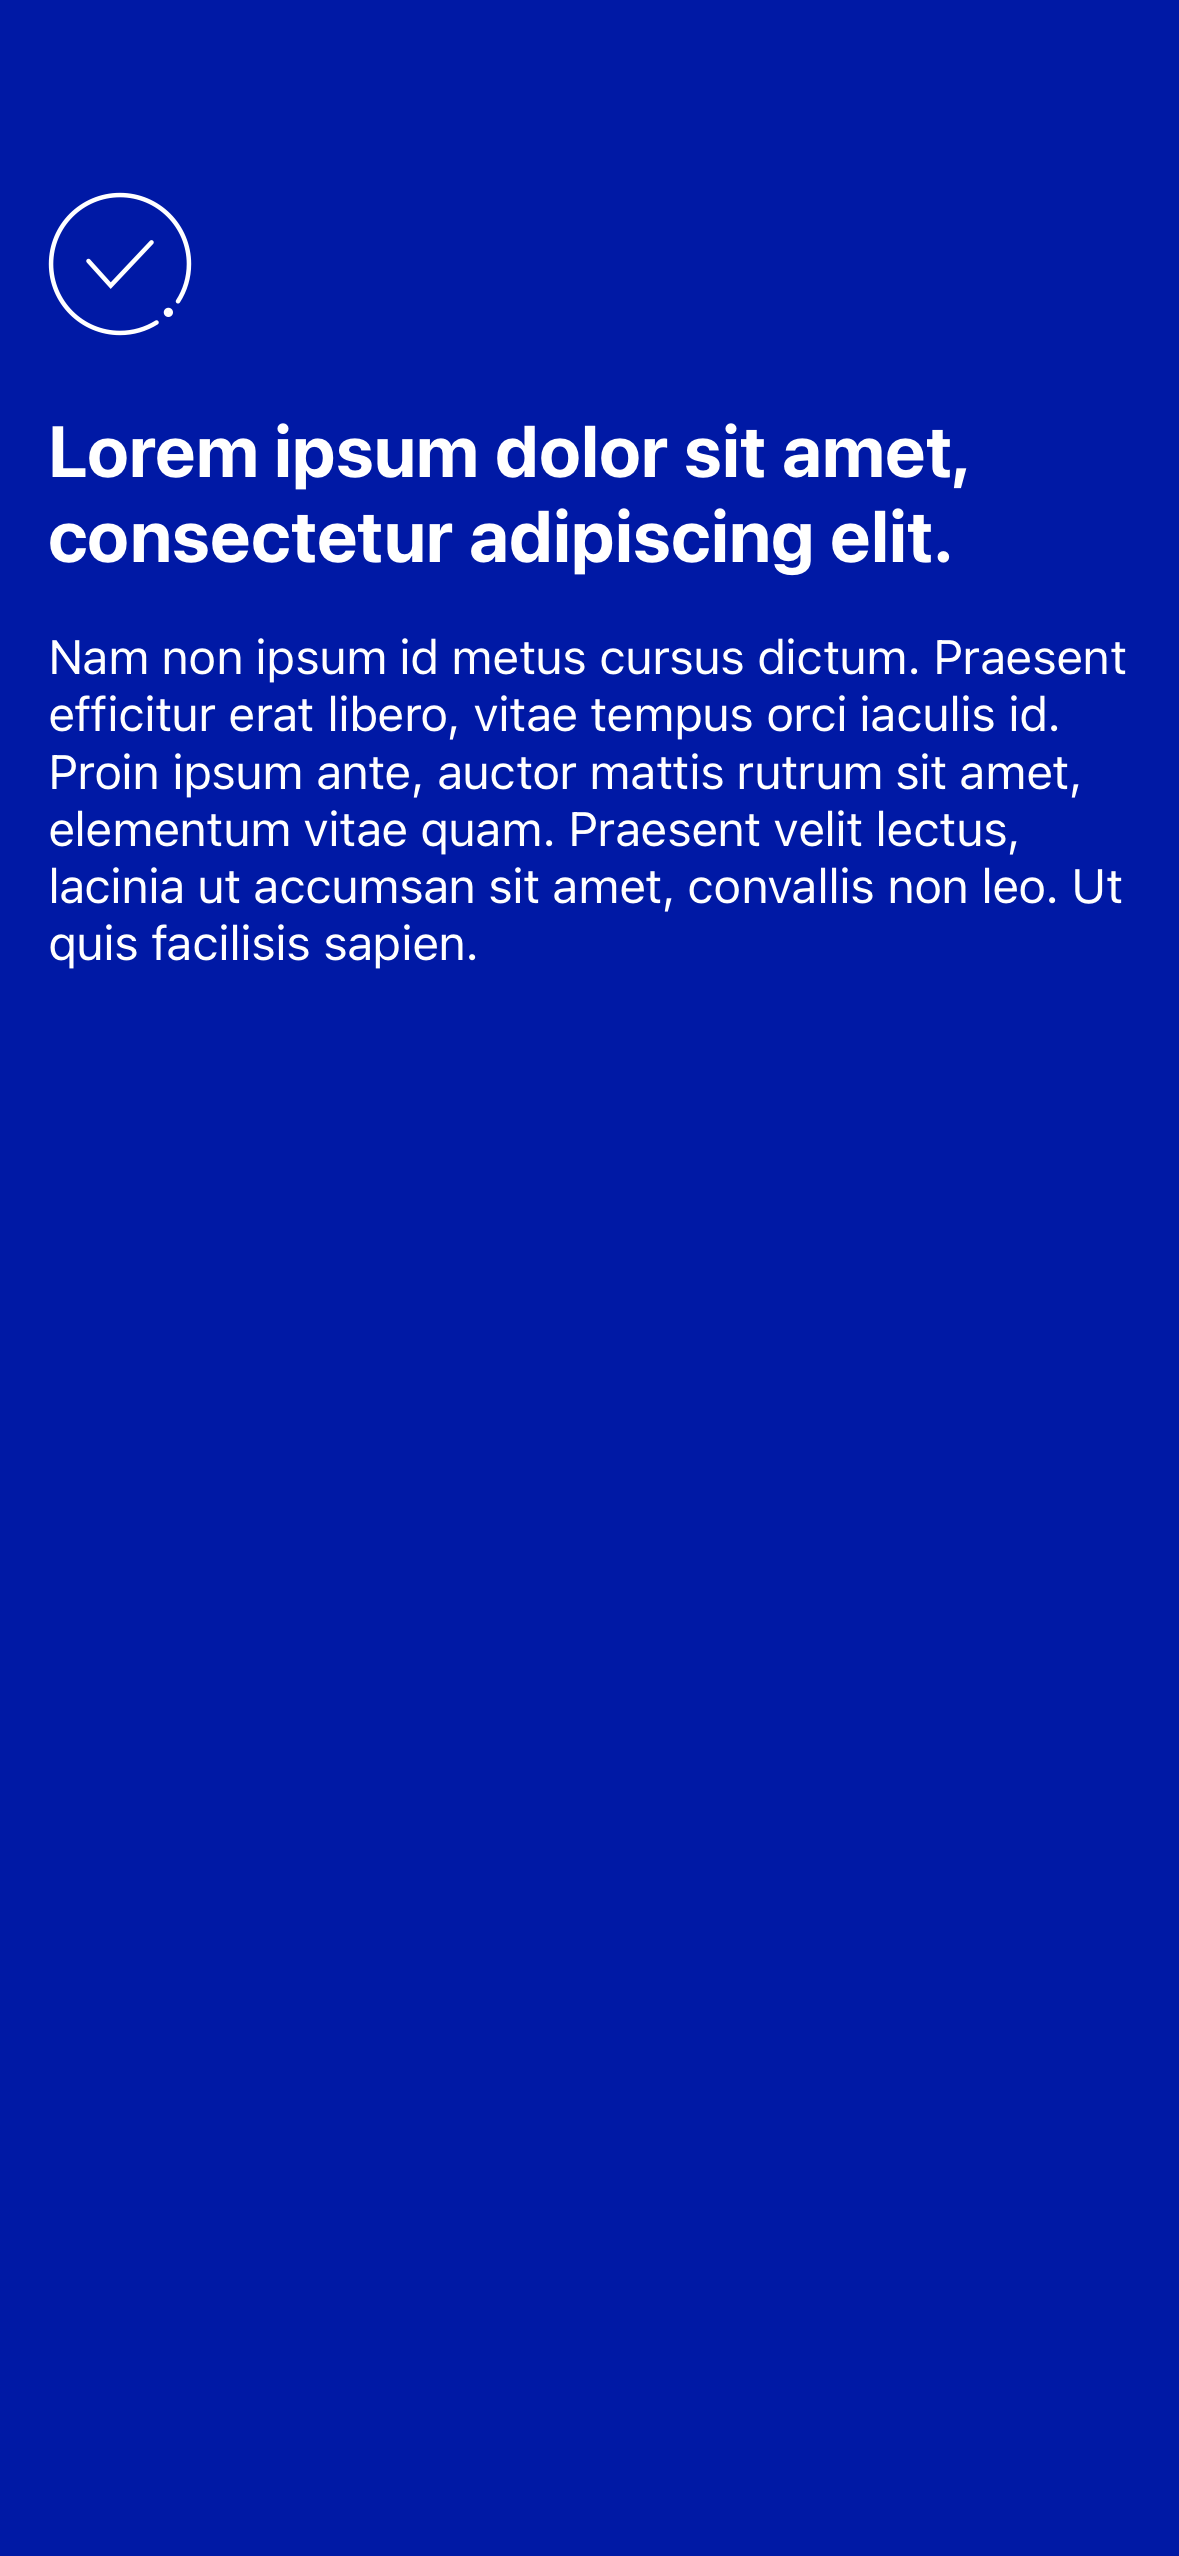 Lorem ipsum dolor sit amet,
consectetur adipiscing elit.
Nam non ipsum id metus cursus dictum. Praesent
efficitur erat libero, vitae tempus orci iaculis id.
Proin ipsum ante, auctor mattis rutrum sit amet,
elementum vitae quam. Praesent velit lectus,
lacinia ut accumsan sit amet, convallis non leo. Ut
quis facilisis sapien.